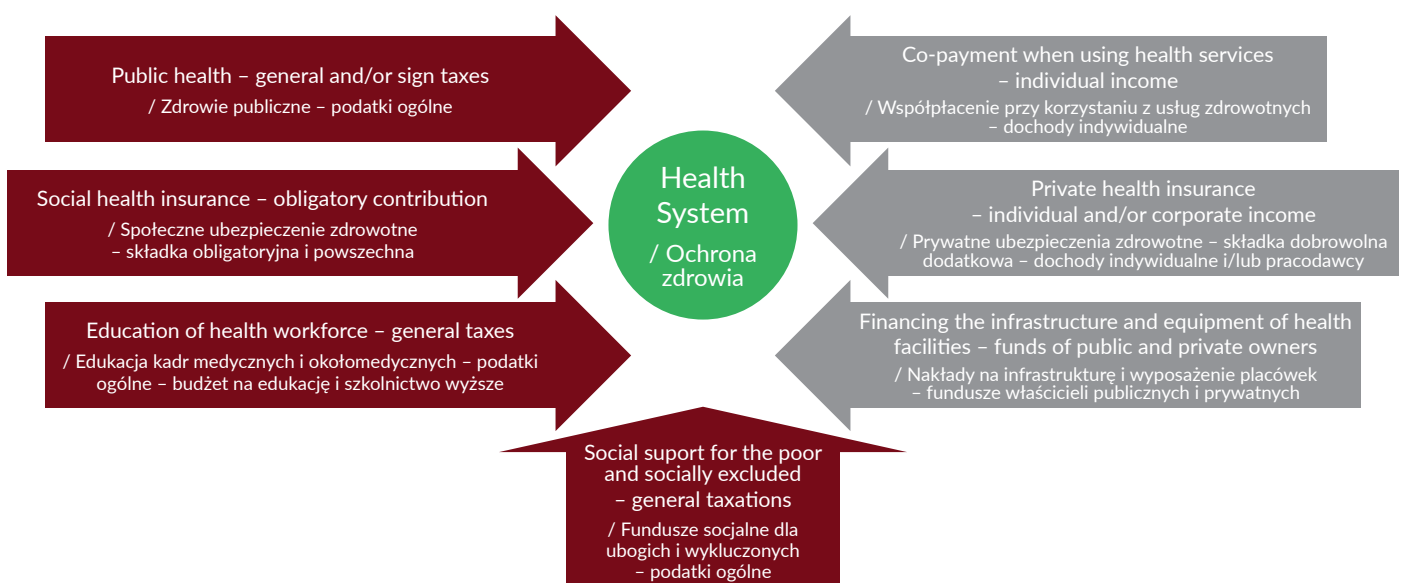 Public health – general and/or sign taxes
/ Zdrowie publiczne – podatki ogólne
Social health insurance – obligatory contribution
/ Społeczne ubezpieczenie zdrowotne
– składka obligatoryjna i powszechna
Education of health workforce – general taxes
/ Edukacja kadr medycznych i okołomedycznych – podatki
ogólne – budżet na edukację i szkolnictwo wyższe
Health
System
/ Ochrona
zdrowia
Co-payment when using health services
– individual income
/ Współpłacenie przy korzystaniu z usług zdrowotnych
– dochody indywidualne
Private health insurance
– individual and/or corporate income
/ Prywatne ubezpieczenia zdrowotne – składka dobrowolna
dodatkowa – dochody indywidualne i/lub pracodawcy
Financing the infrastructure and equipment of health
facilities – funds of public and private owners
/ Nakłady na infrastrukturę i wyposażenie placówek
– fundusze właścicieli publicznych i prywatnych
Social suport for the poor
and socially excluded
– general taxations
/ Fundusze socjalne dla
ubogich i wykluczonych
– podatki ogólne